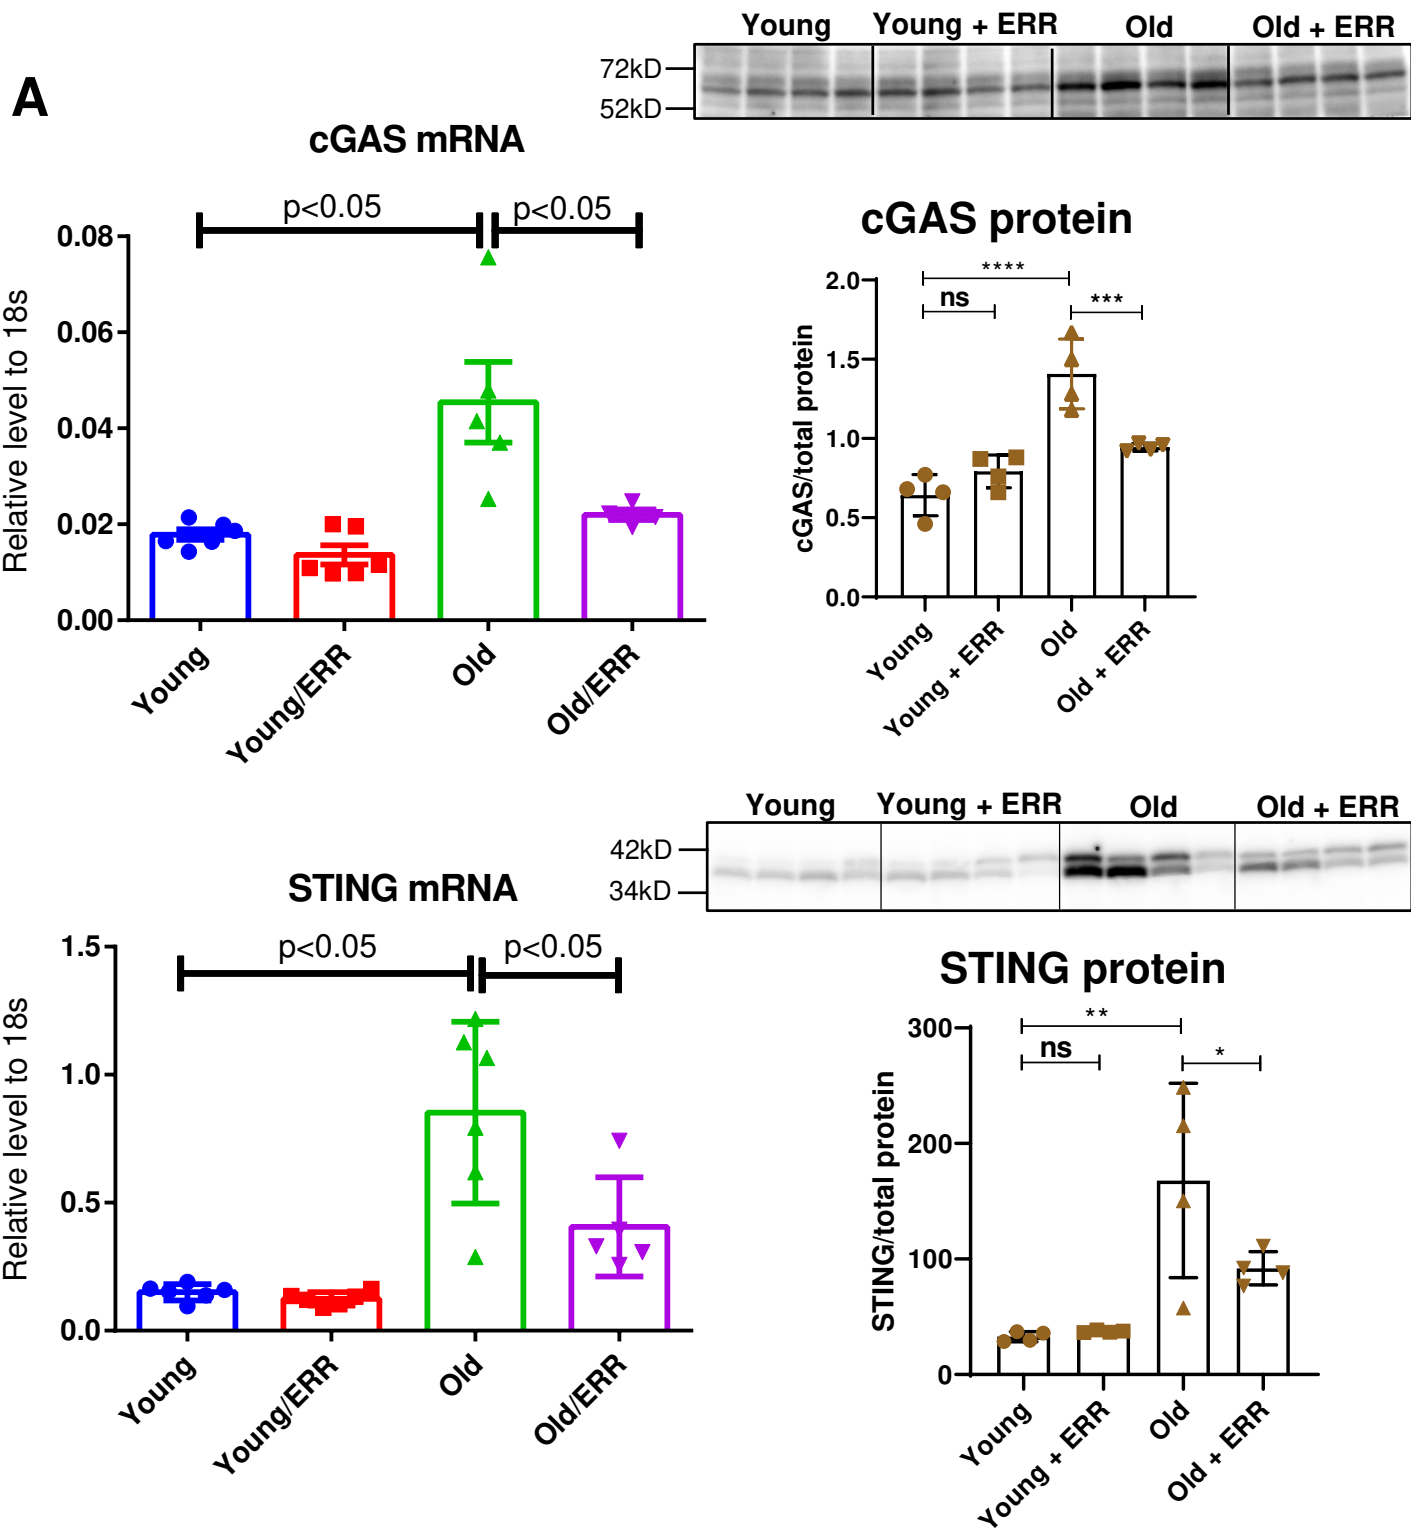 A
Young Young + ERR Old Old + ERR
72kD
52kD
cGAS mRNA
p<0.05 p<0.05
Relative level to 18s
0.08
0.06
0.04
0.02
0.00
Young
Young/ERR
Old
Old/ERR
cGAS protein
****
ns
***
cGAS/total protein
2.0
1.5
1.0
0.5
0.0
Young
Young + ERR
Old
Old + ERR
Young Young + ERR Old Old + ERR
42kD
34kD
STING mRNA
p<0.05 p<0.05
Relative level to 18s
1.5
1.0
0.5
0.0
Young
Young/ERR
Old
Old/ERR
STING protein
**
ns
*
STING/total protein
300
200
100
0
Young
Young + ERR
Old
Old + ERR